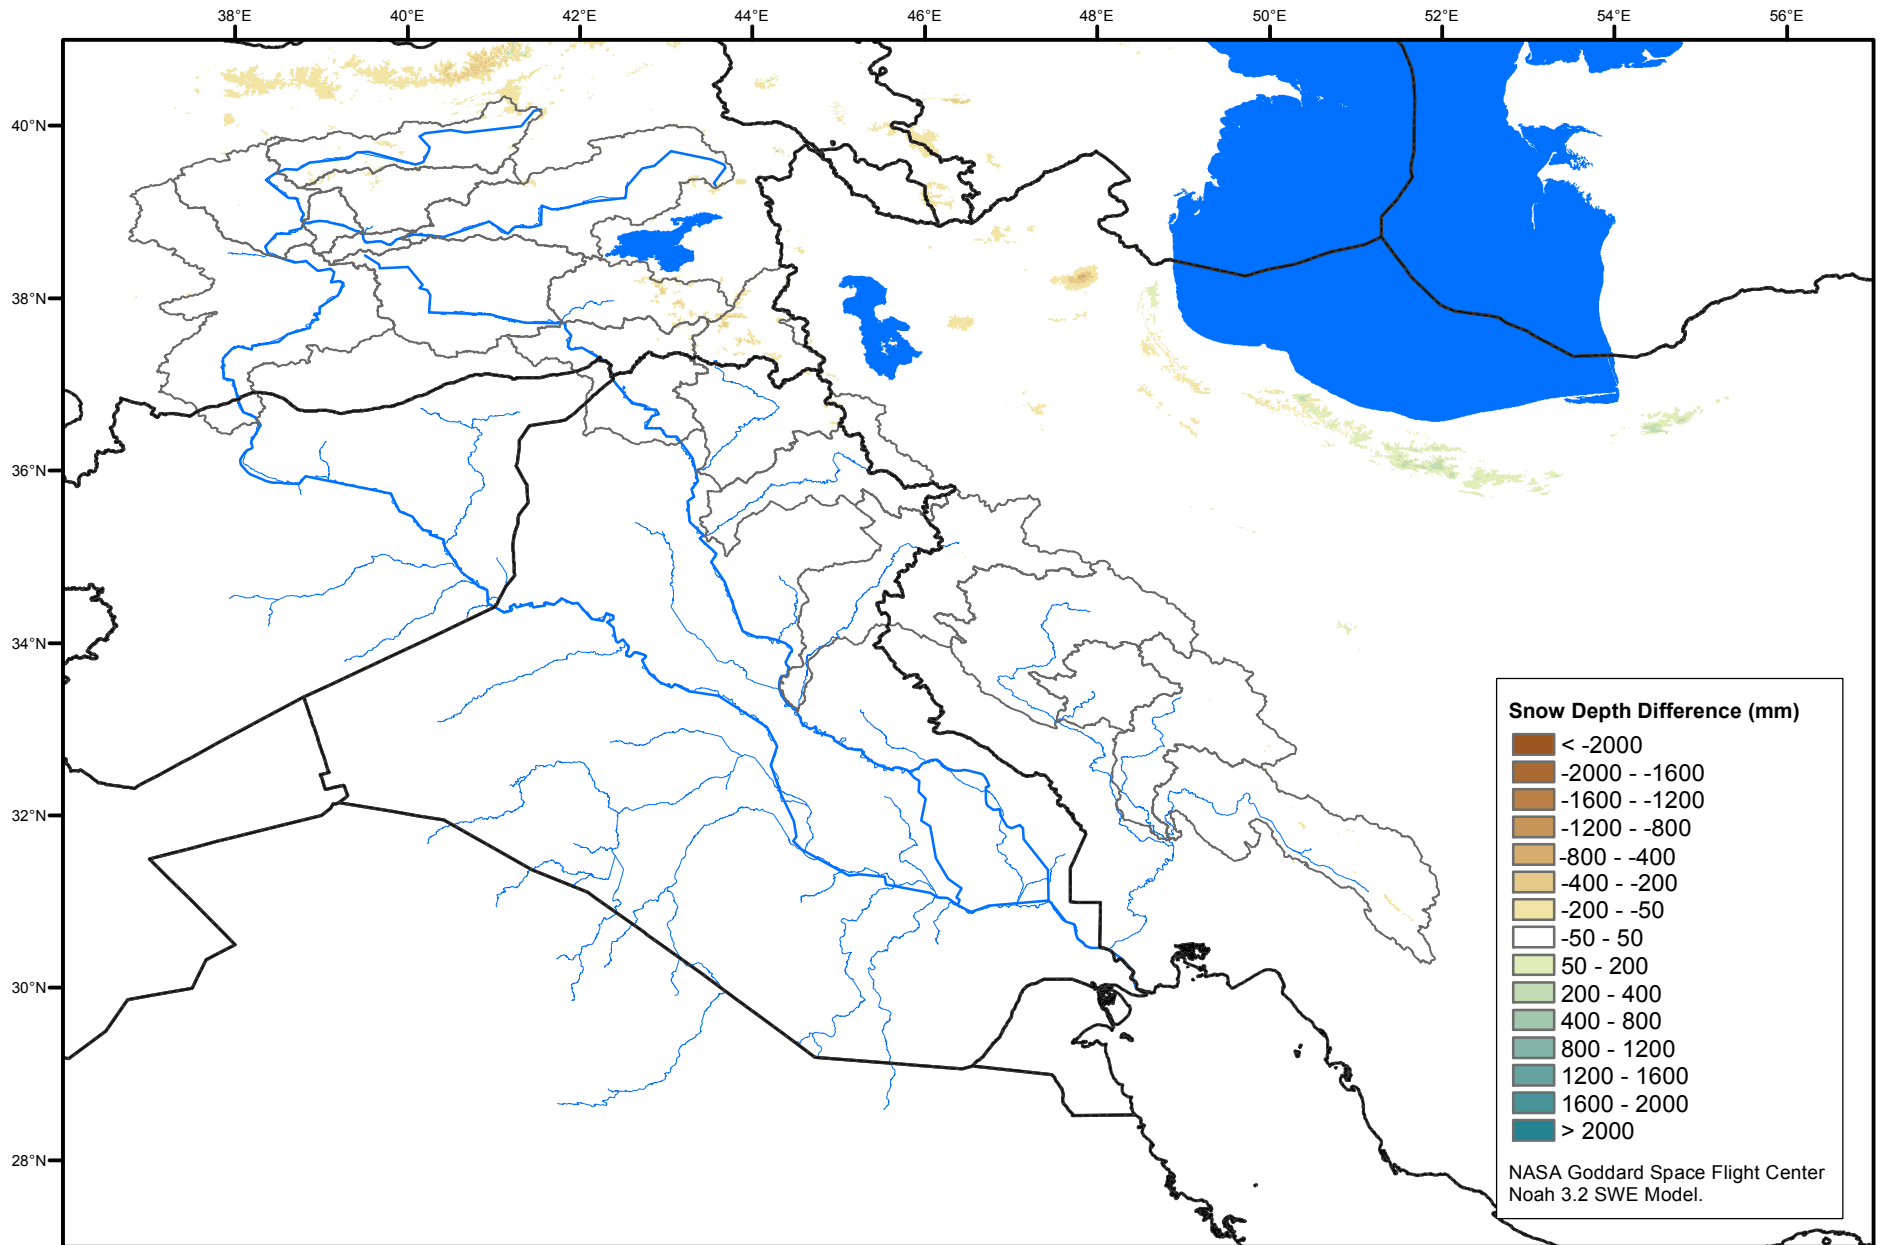 38°E 40°E 42°E 44°E 46°E 48°E 50°E 52°E 54°E 56°E
40°N
38°N
36°N
34°N
32°N
30°N
28°N
Snow Depth Difference (mm)
< -2000
-2000 - -1600
-1600 - -1200
-1200 - -800
-800 - -400
-400 - -200
-200 - -50
-50 - 50
50 - 200
200 - 400
400 - 800
800 - 1200
1200 - 1600
1600 - 2000
> 2000
NASA Goddard Space Flight Center
Noah 3.2 SWE Model.